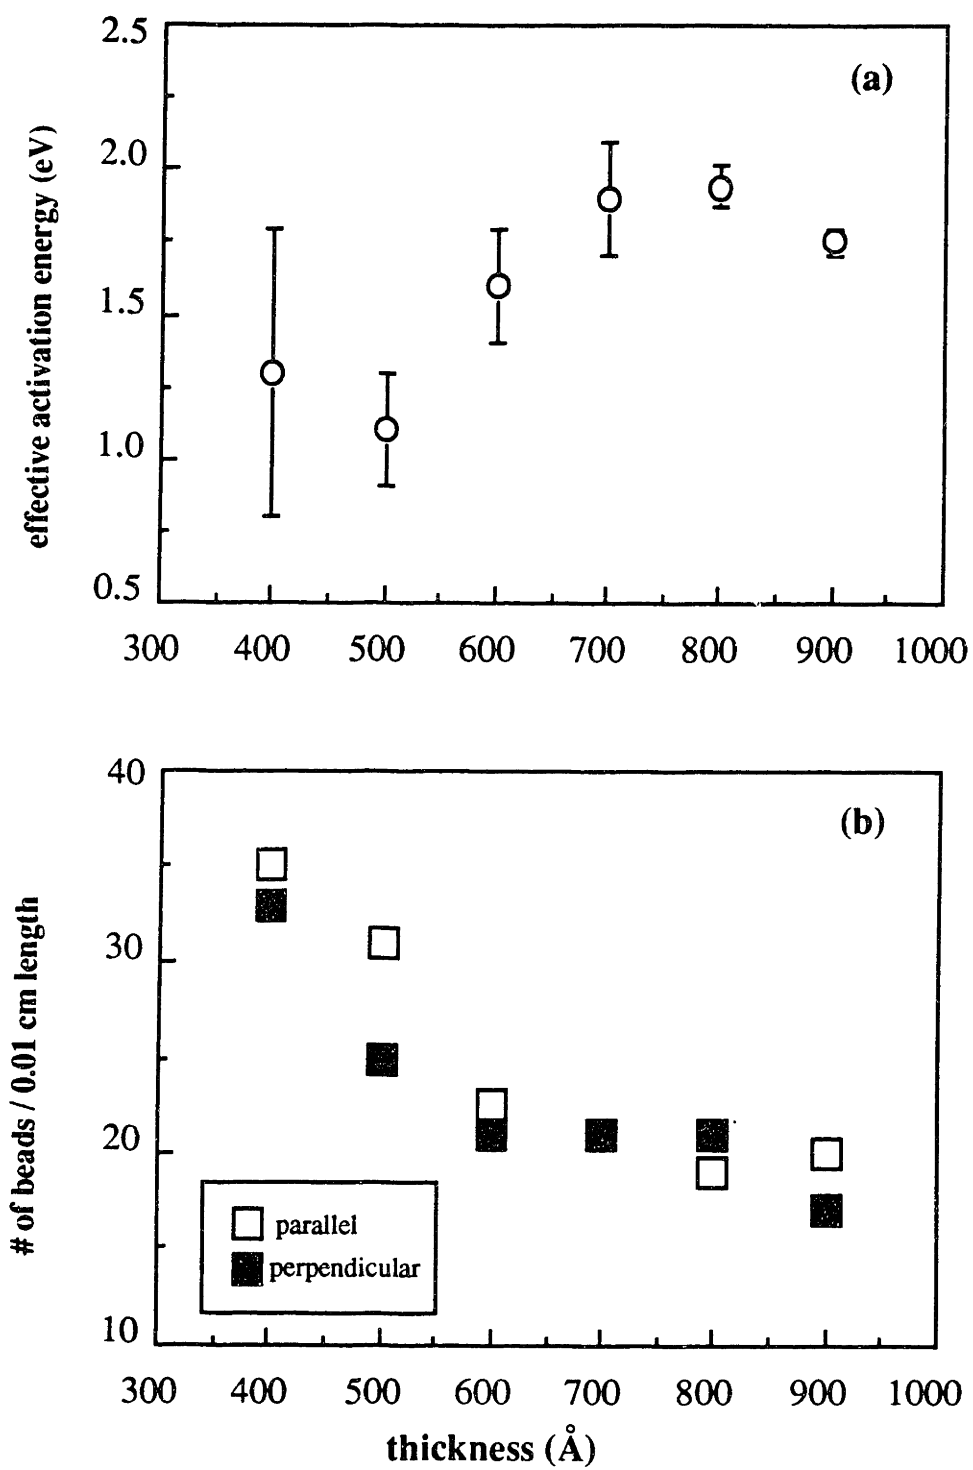 2.5
(a)
2.0
1.5
1.0
0.5
effective activation energy (eV)
300 400 500 600 700 800 900 1000
40
(b)
30
20
10
# of beads / 0.01 cm length
parallel
perpendicular
300 400 500 600 700 800 900 1000
thickness (Å)